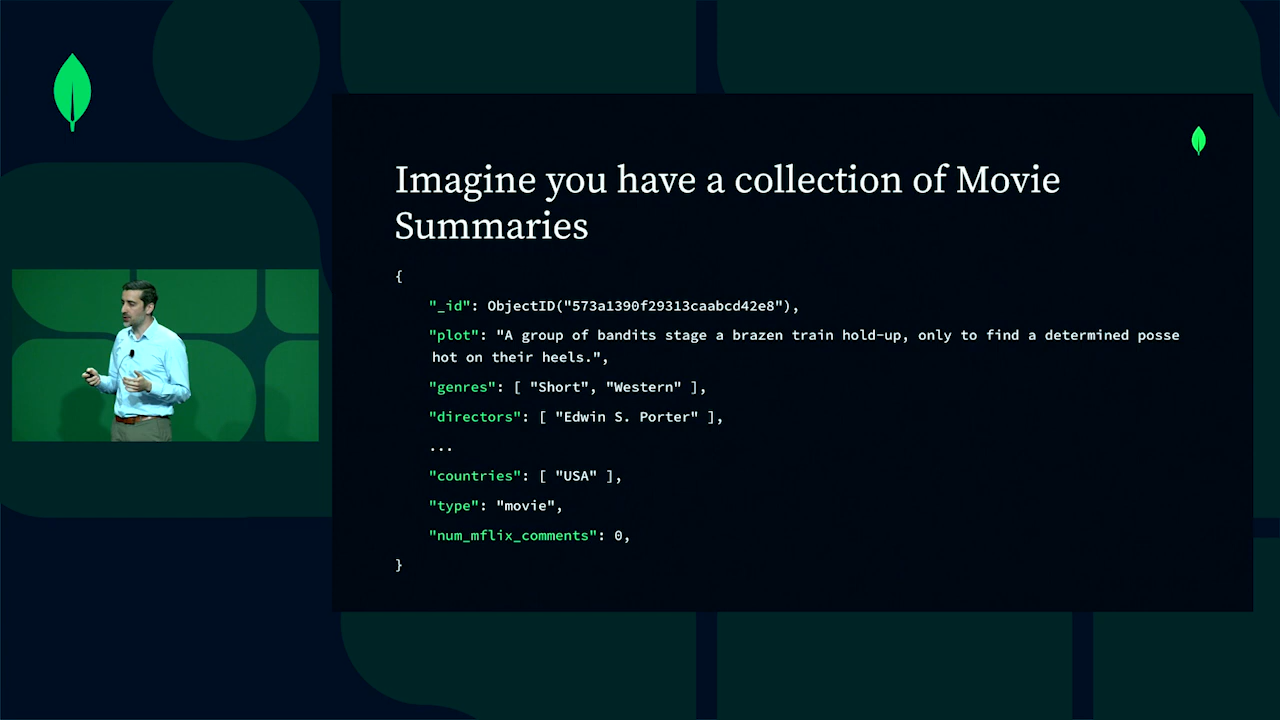 Imagine you have a collection of Movie
Summaries
{
"_id": ObjectID("573a1390f29313caabcd42e8"),
"plot": "A group of bandits stage a brazen train hold-up, only to find a determined posse
hot on their heels.",
"genres": [ "Short", "Western" ],
"directors": [ "Edwin S. Porter" ],
...
"countries": [ "USA" ],
"type": "movie",
"num_mflix_comments": 0,
}